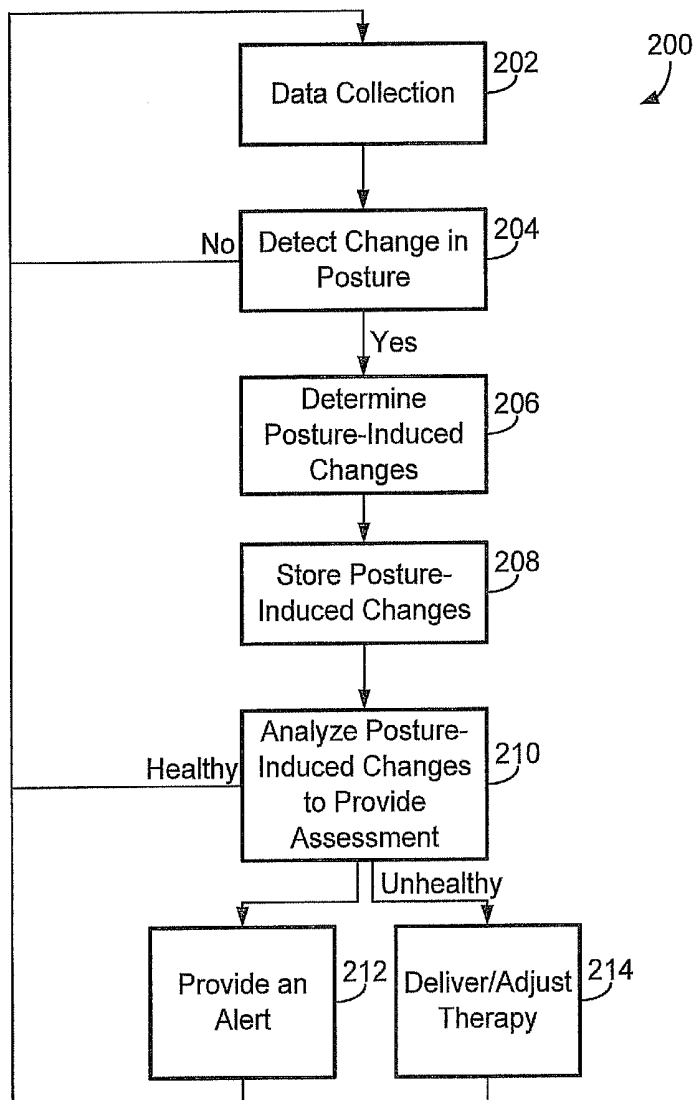 200
202
Data Collection
204
No
Detect Change in
Posture
Yes
206
Determine
Posture-Induced
Changes
208
Store Posture-
Induced Changes
210
Healthy
Analyze Posture-
Induced Changes
to Provide
Assessment
Unhealthy
212
Provide an
Alert
214
Deliver/Adjust
Therapy